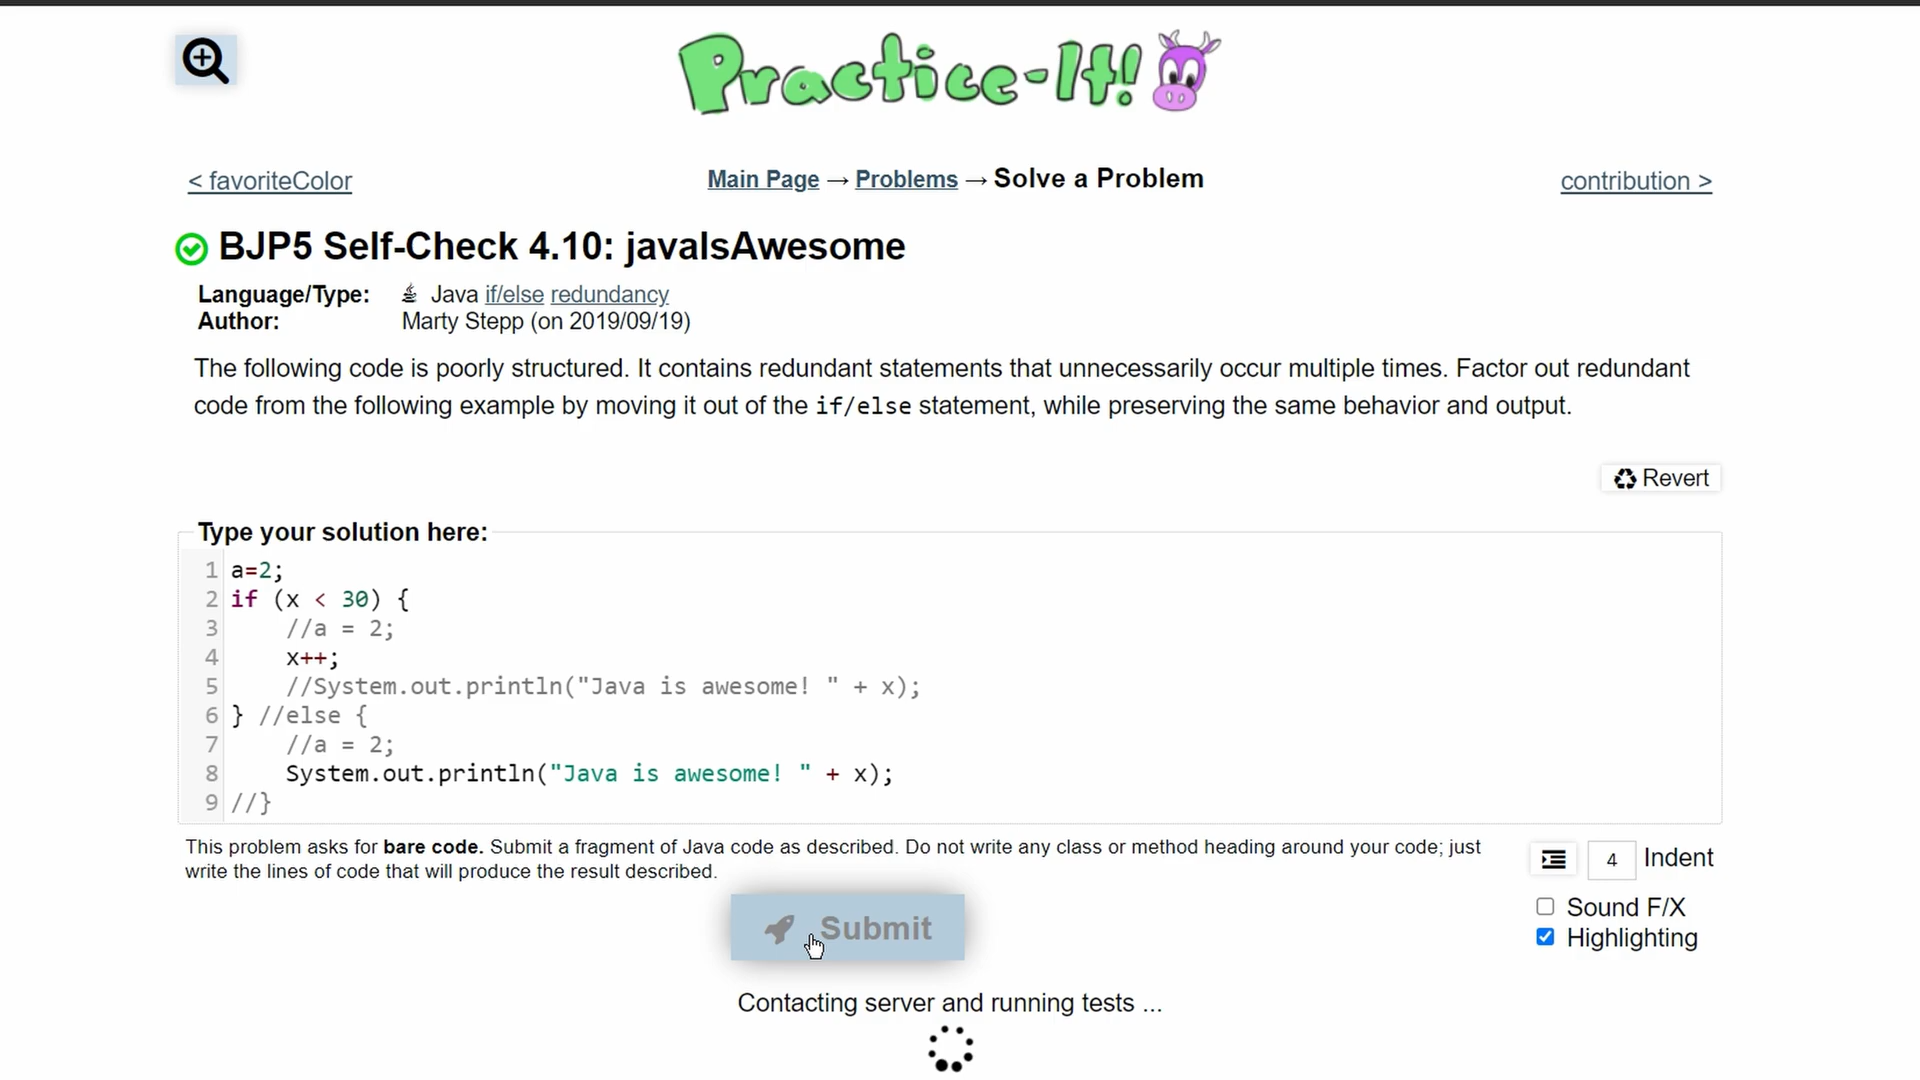 Practice-It!
< favoriteColor
Main Page → Problems → Solve a Problem
contribution >
BJP5 Self-Check 4.10: javaIsAwesome
Language/Type: Java if/else redundancy
Author: Marty Stepp (on 2019/09/19)
The following code is poorly structured. It contains redundant statements that unnecessarily occur multiple times. Factor out redundant
code from the following example by moving it out of the if/else statement, while preserving the same behavior and output.
Revert
Type your solution here:
1 a=2;
2 if (x < 30) {
3     //a = 2;
4     x++;
5     //System.out.println("Java is awesome! " + x);
6 } //else {
7     //a = 2;
8     System.out.println("Java is awesome! " + x);
9 //}
This problem asks for bare code. Submit a fragment of Java code as described. Do not write any class or method heading around your code; just
write the lines of code that will produce the result described.
4 Indent
Submit
Sound F/X
Highlighting
Contacting server and running tests ...